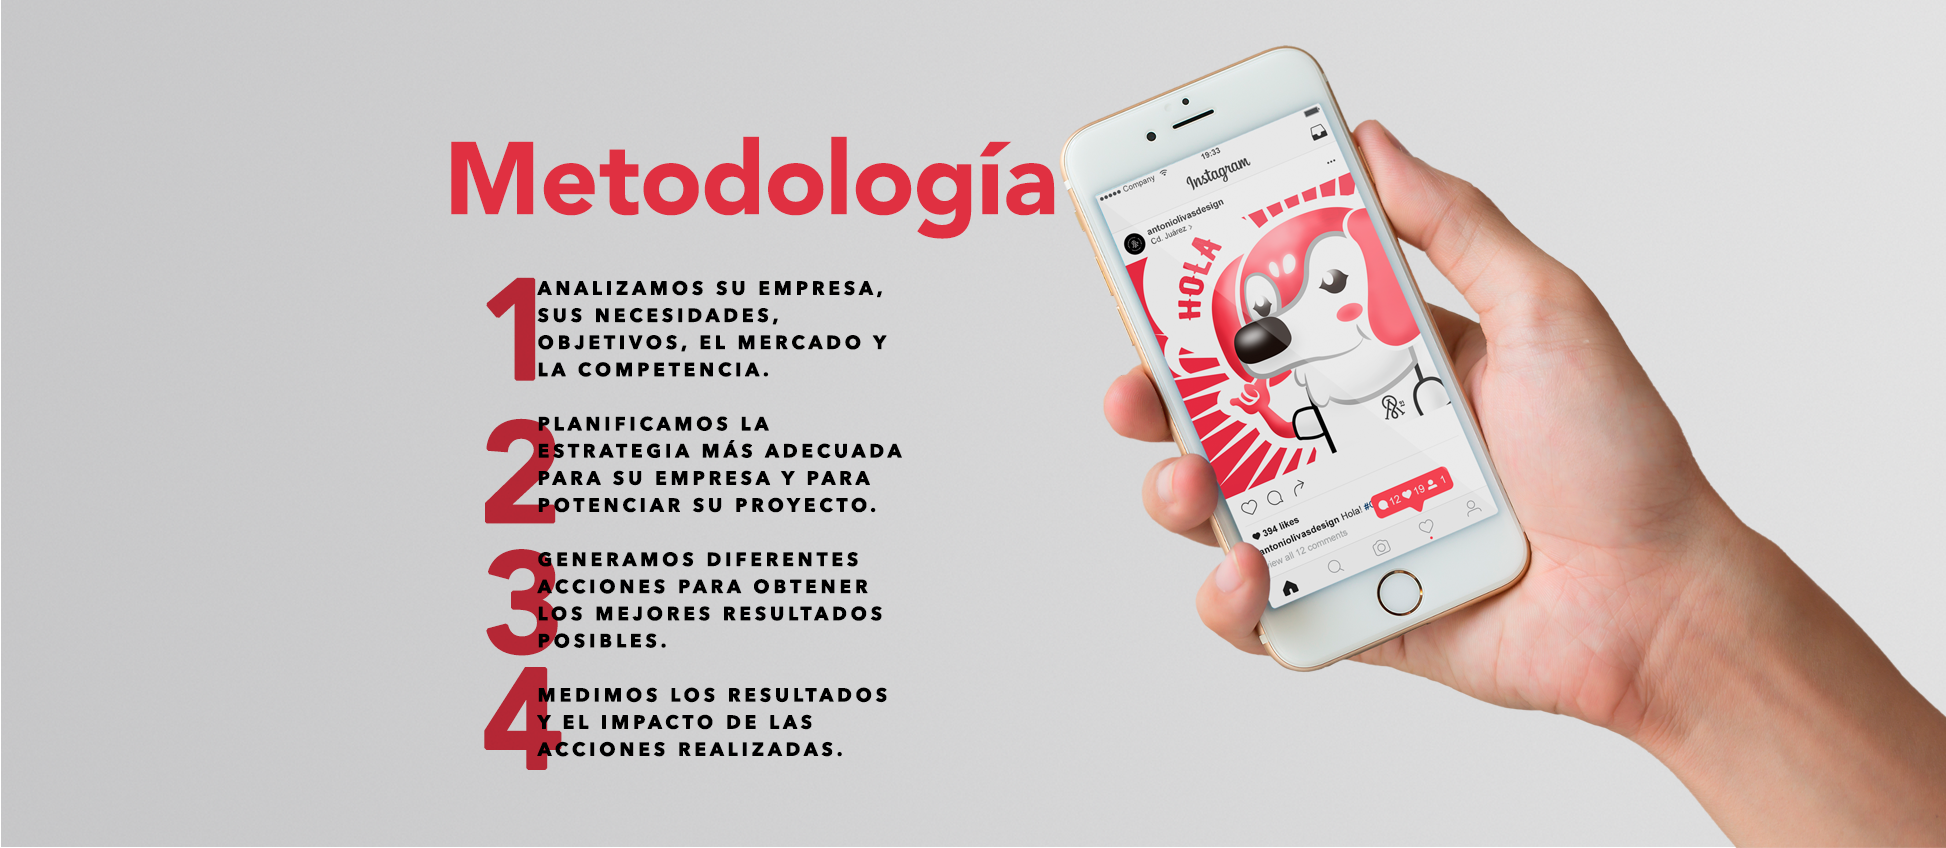 Metodología
1
ANALIZAMOS SU EMPRESA,
SUS NECESIDADES,
OBJETIVOS, EL MERCADO Y
LA COMPETENCIA.
2
PLANIFICAMOS LA
ESTRATEGIA MÁS ADECUADA
PARA SU EMPRESA Y PARA
POTENCIAR SU PROYECTO.
3
GENERAMOS DIFERENTES
ACCIONES PARA OBTENER
LOS MEJORES RESULTADOS
POSIBLES.
4
MEDIMOS LOS RESULTADOS
Y EL IMPACTO DE LAS
ACCIONES REALIZADAS.
Company
19:33
Instagram
antoniolivasdesign
Cd. Juárez >
HOLA
12 19 1
394 likes
antoniolivasdesign Hola!
view all 12 comments